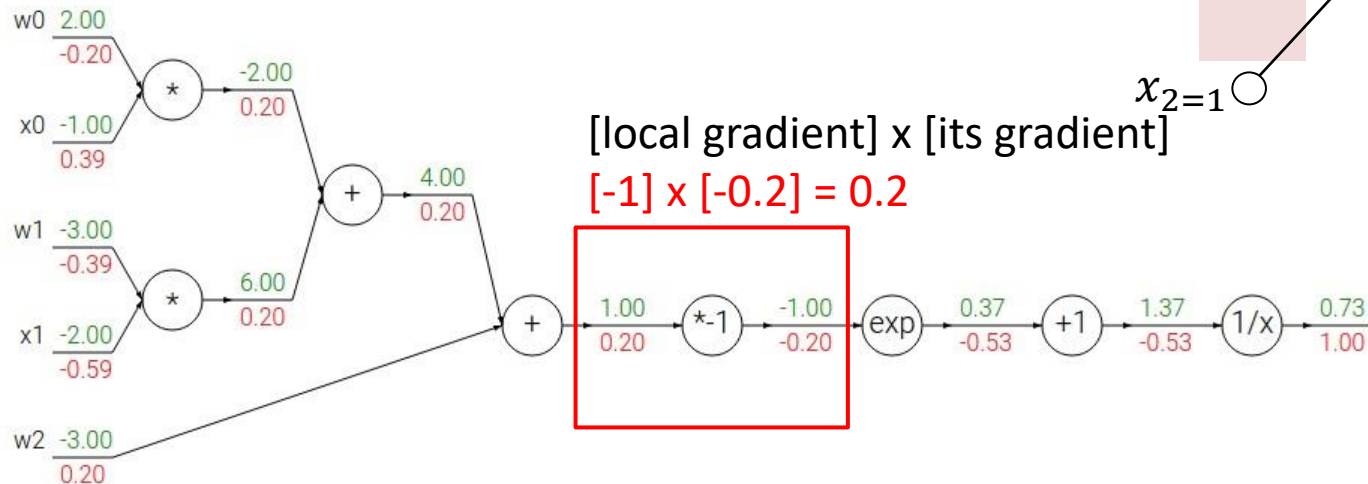 w0 2.00
-0.20
*
-2.00
0.20
x0 -1.00
0.39
x₂₌₁
[local gradient] x [its gradient]
[-1] x [-0.2] = 0.2
+
4.00
0.20
w1 -3.00
-0.39
*
6.00
0.20
x1 -2.00
-0.59
+
1.00
0.20
*-1
-1.00
-0.20
exp
0.37
-0.53
+1
1.37
-0.53
1/x
0.73
1.00
w2 -3.00
0.20